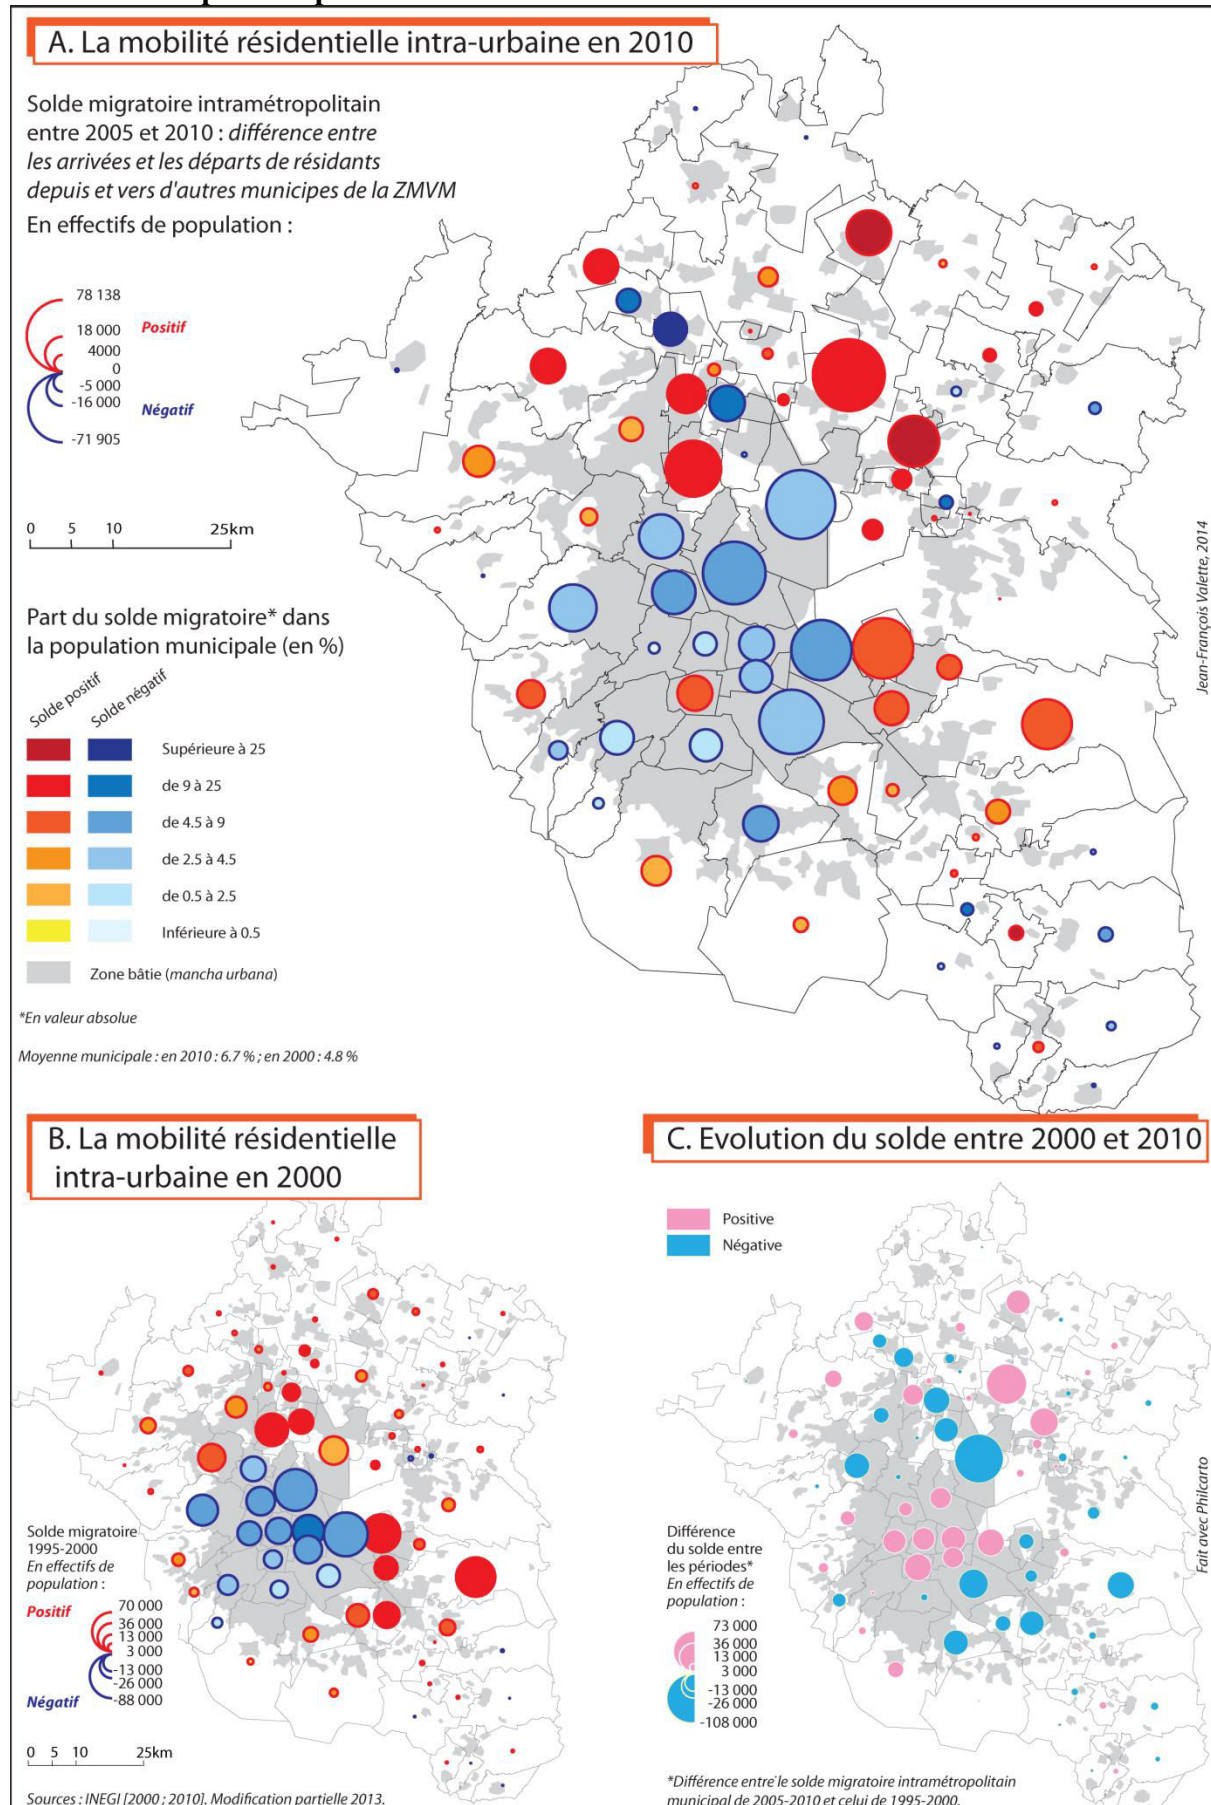 A. La mobilité résidentielle intra-urbaine en 2010
Solde migratoire intramétropolitain
entre 2005 et 2010 : différence entre
les arrivées et les départs de résidants
depuis et vers d'autres municipes de la ZMVM
En effectifs de population :
78 138
18 000
4000
0
-5 000
-16 000
-71 905
Positif
Négatif
0 5 10 25km
Part du solde migratoire* dans
la population municipale (en %)
Solde positif
Solde négatif
Supérieure à 25
de 9 à 25
de 4.5 à 9
de 2.5 à 4.5
de 0.5 à 2.5
Inférieure à 0.5
Zone bâtie (mancha urbana)
*En valeur absolue
Moyenne municipale : en 2010 : 6.7 % ; en 2000 : 4.8 %
Jean-François Valette, 2014
B. La mobilité résidentielle
intra-urbaine en 2000
Solde migratoire
1995-2000
En effectifs de
population :
Positif
70 000
36 000
13 000
3 000
-13 000
-26 000
-88 000
Négatif
0 5 10 25km
Sources : INEGI [2000 ; 2010]. Modification partielle 2013.
C. Evolution du solde entre 2000 et 2010
Positive
Négative
Différence
du solde entre
les périodes*
En effectifs de
population :
73 000
36 000
13 000
3 000
-13 000
-26 000
-108 000
*Différence entre le solde migratoire intramétropolitain
municipal de 2005-2010 et celui de 1995-2000.
Fait avec Philcarto